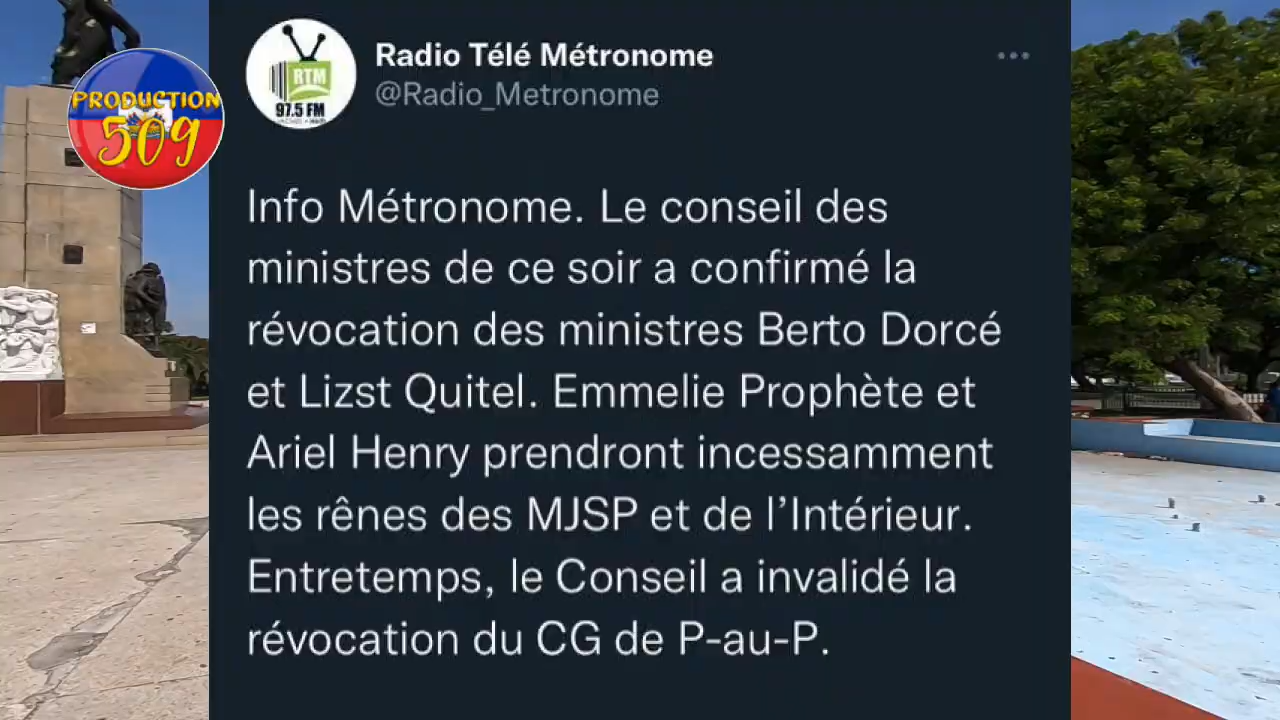 PRODUCTION
509
RTM
97.5 FM
Radio Télé Métronome
@Radio_Metronome
Info Métronome. Le conseil des
ministres de ce soir a confirmé la
révocation des ministres Berto Dorcé
et Lizst Quitel. Emmelie Prophète et
Ariel Henry prendront incessamment
les rênes des MJSP et de l’Intérieur.
Entretemps, le Conseil a invalidé la
révocation du CG de P-au-P.